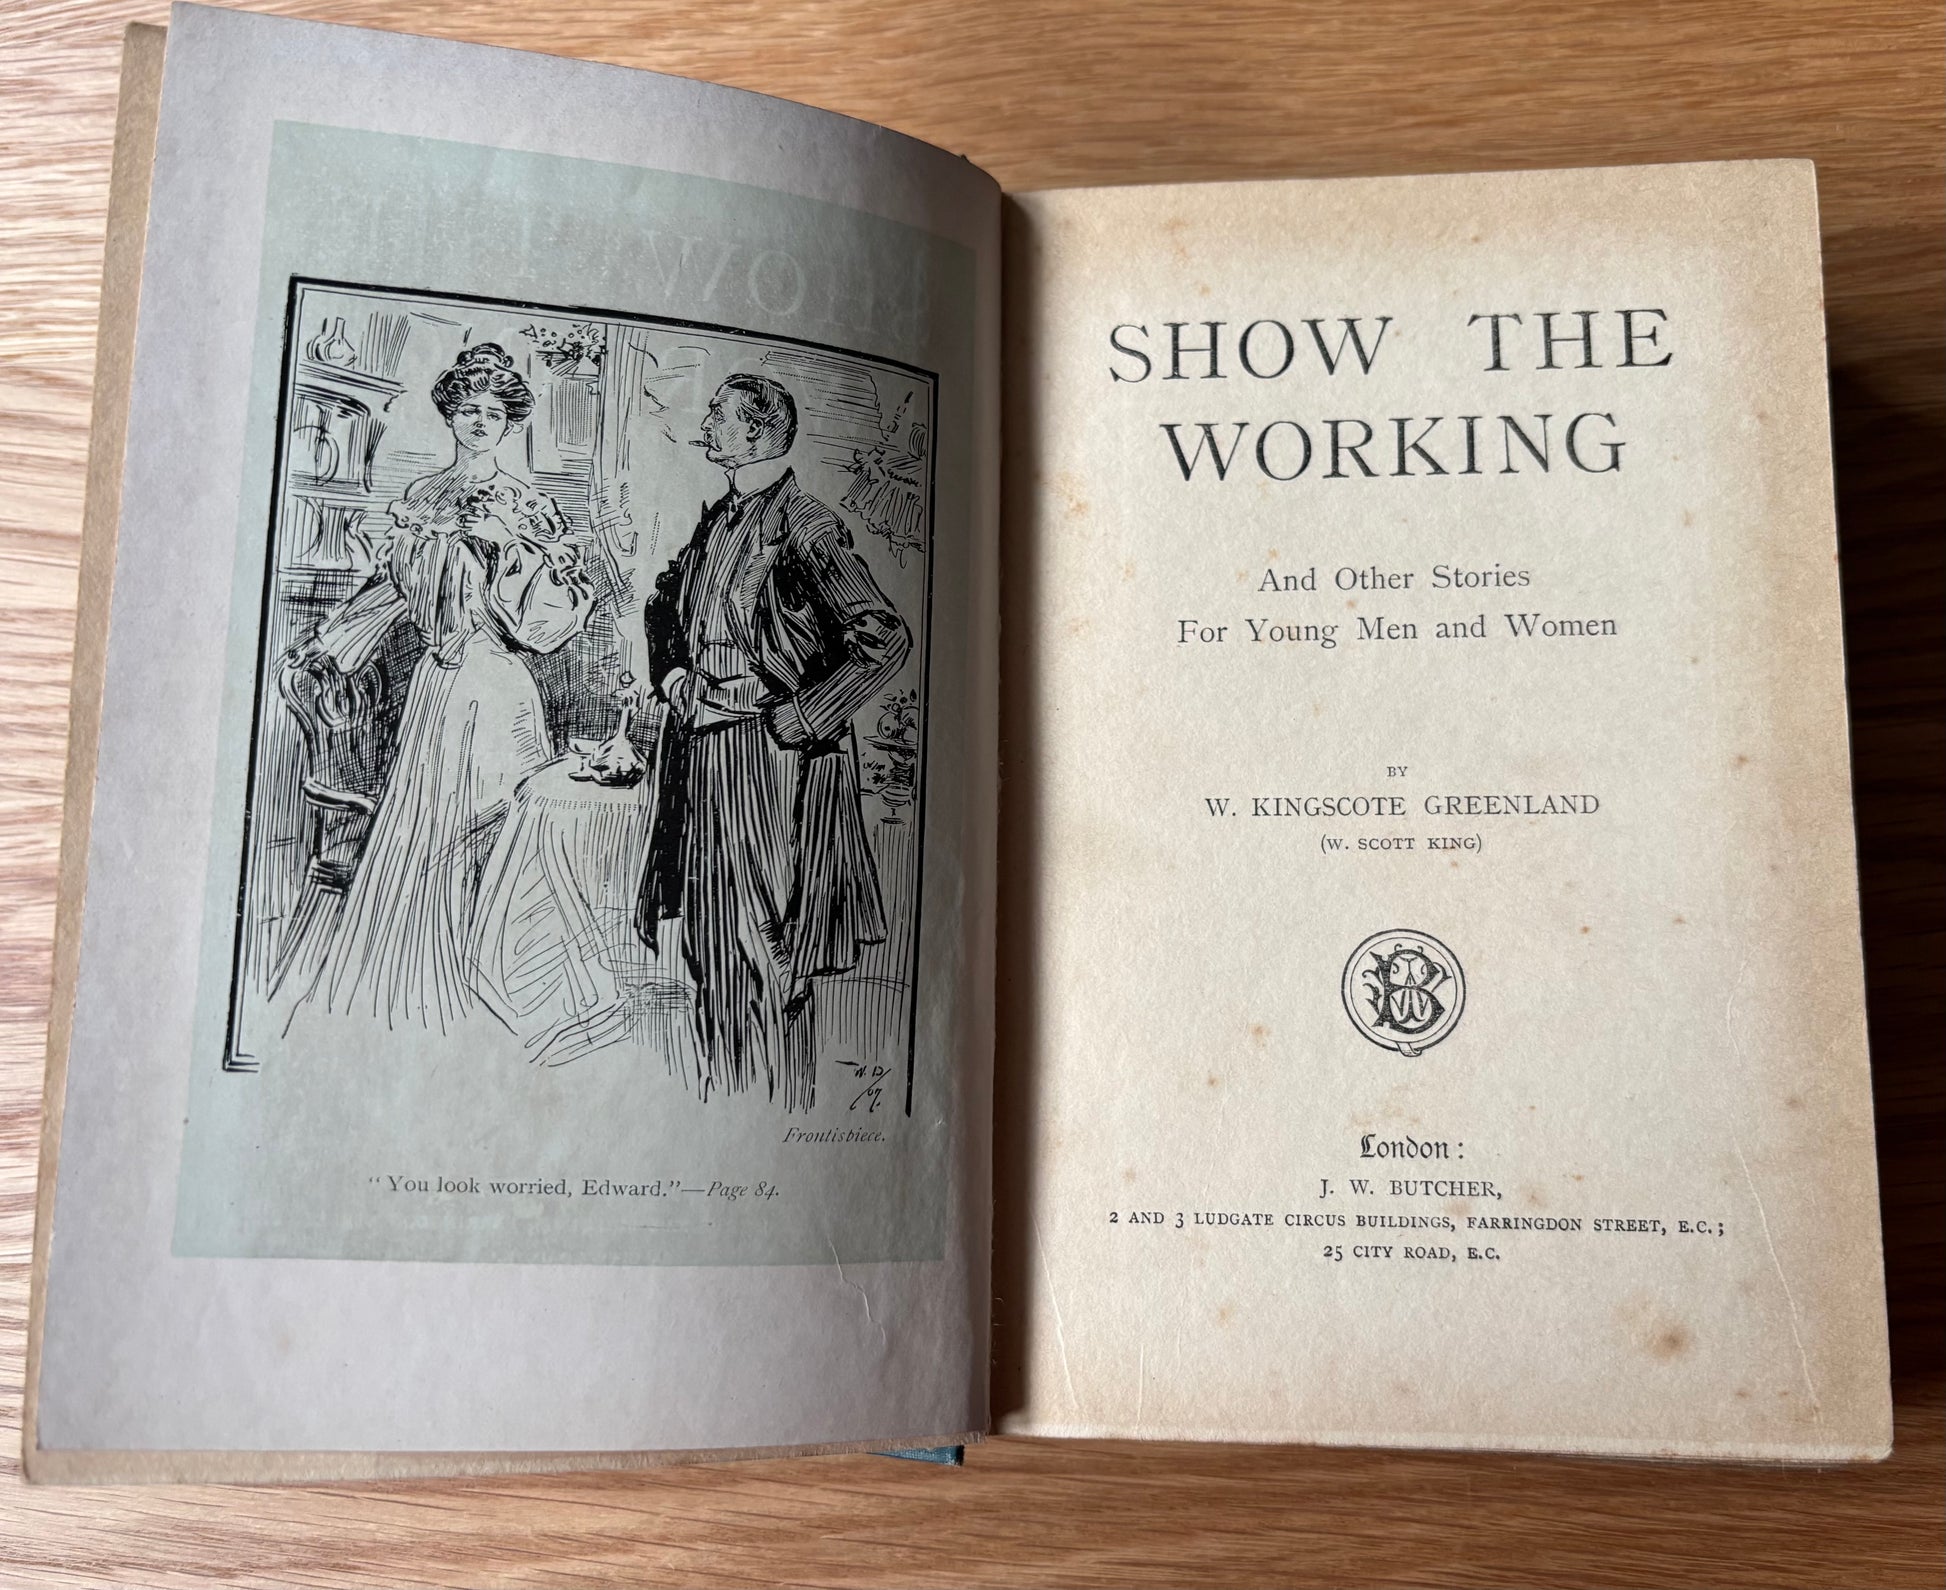 W. D/
/07.
Frontispiece.
"You look worried, Edward."—Page 84.
SHOW THE
WORKING
And Other Stories
For Young Men and Women
BY
W. KINGSCOTE GREENLAND
(W. SCOTT KING)
London:
J. W. BUTCHER,
2 AND 3 LUDGATE CIRCUS BUILDINGS, FARRINGDON STREET, E.C.;
25 CITY ROAD, E.C.